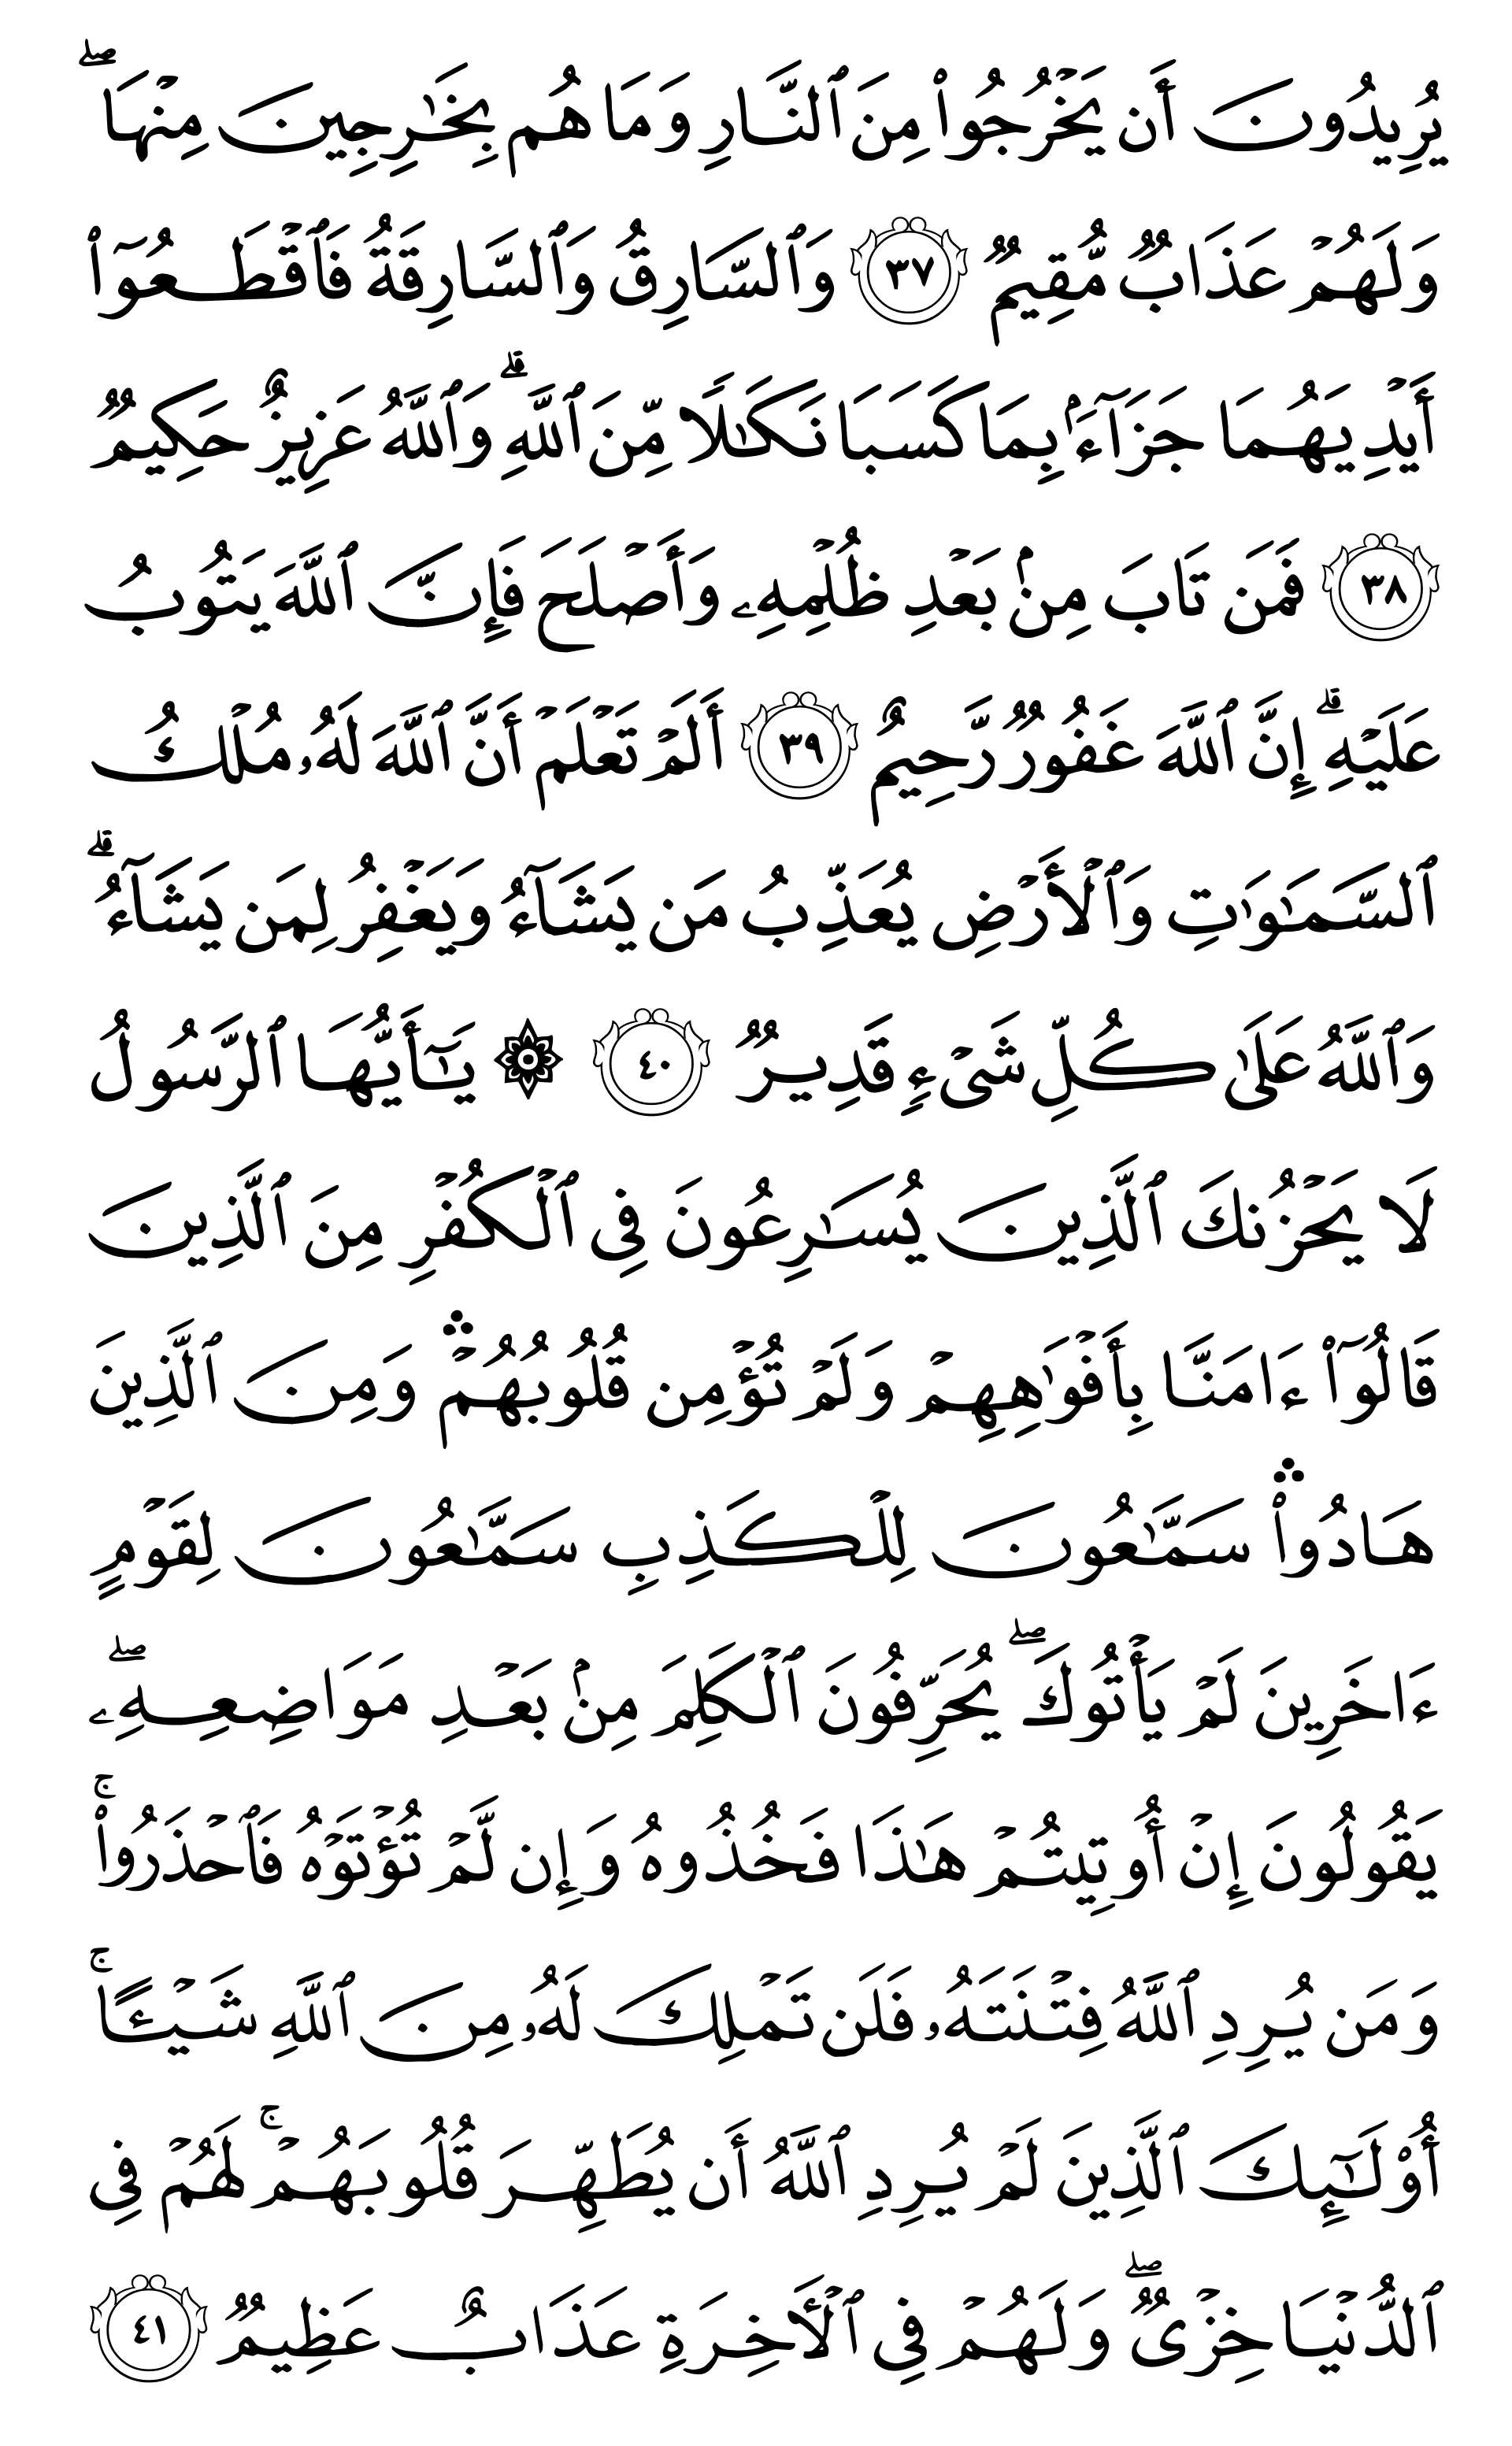 يُرِيدُونَ أَن يَخْرُجُوا۟ مِنَ ٱلنَّارِ وَمَا هُم بِخَـٰرِجِينَ مِنْهَا ۖ
وَلَهُمْ عَذَابٌ مُّقِيمٌ ٣٧ وَٱلسَّارِقُ وَٱلسَّارِقَةُ فَٱقْطَعُوٓا۟
أَيْدِيَهُمَا جَزَآءًۢ بِمَا كَسَبَا نَكَـٰلًا مِّنَ ٱللَّهِ ۗ وَٱللَّهُ عَزِيزٌ حَكِيمٌ
٣٨ فَمَن تَابَ مِنۢ بَعْدِ ظُلْمِهِۦ وَأَصْلَحَ فَإِنَّ ٱللَّهَ يَتُوبُ
عَلَيْهِ ۗ إِنَّ ٱللَّهَ غَفُورٌ رَّحِيمٌ ٣٩ أَلَمْ تَعْلَمْ أَنَّ ٱللَّهَ لَهُۥ مُلْكُ
ٱلسَّمَـٰوَٰتِ وَٱلْأَرْضِ يُعَذِّبُ مَن يَشَآءُ وَيَغْفِرُ لِمَن يَشَآءُ ۗ
وَٱللَّهُ عَلَىٰ كُلِّ شَىْءٍ قَدِيرٌ ٤٠ ۞ يَـٰٓأَيُّهَا ٱلرَّسُولُ
لَا يَحْزُنكَ ٱلَّذِينَ يُسَـٰرِعُونَ فِى ٱلْكُفْرِ مِنَ ٱلَّذِينَ
قَالُوٓا۟ ءَامَنَّا بِأَفْوَٰهِهِمْ وَلَمْ تُؤْمِن قُلُوبُهُمْ ۛ وَمِنَ ٱلَّذِينَ
هَادُوا۟ ۛ سَمَّـٰعُونَ لِلْكَذِبِ سَمَّـٰعُونَ لِقَوْمٍ
ءَاخَرِينَ لَمْ يَأْتُوكَ ۖ يُحَرِّفُونَ ٱلْكَلِمَ مِنۢ بَعْدِ مَوَاضِعِهِۦ ۖ
يَقُولُونَ إِنْ أُوتِيتُمْ هَـٰذَا فَخُذُوهُ وَإِن لَّمْ تُؤْتَوْهُ فَٱحْذَرُوا۟ ۚ
وَمَن يُرِدِ ٱللَّهُ فِتْنَتَهُۥ فَلَن تَمْلِكَ لَهُۥ مِنَ ٱللَّهِ شَيْـًٔا ۚ
أُو۟لَـٰٓئِكَ ٱلَّذِينَ لَمْ يُرِدِ ٱللَّهُ أَن يُطَهِّرَ قُلُوبَهُمْ ۚ لَهُمْ فِى
ٱلدُّنْيَا خِزْىٌ ۖ وَلَهُمْ فِى ٱلْـَٔاخِرَةِ عَذَابٌ عَظِيمٌ ٤١